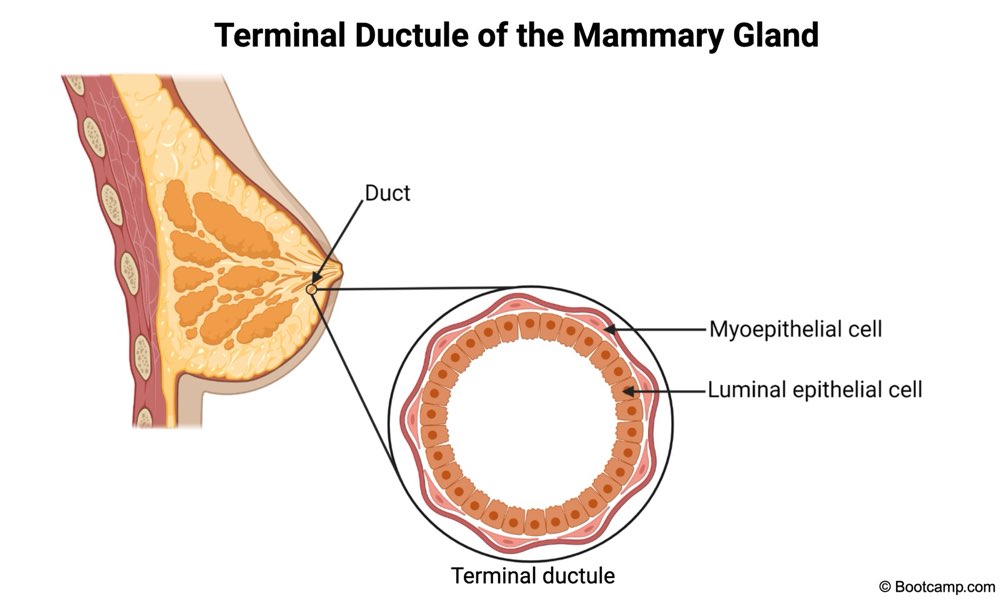 Terminal Ductule of the Mammary Gland
Duct
Myoepithelial cell
Luminal epithelial cell
Terminal ductule
© Bootcamp.com